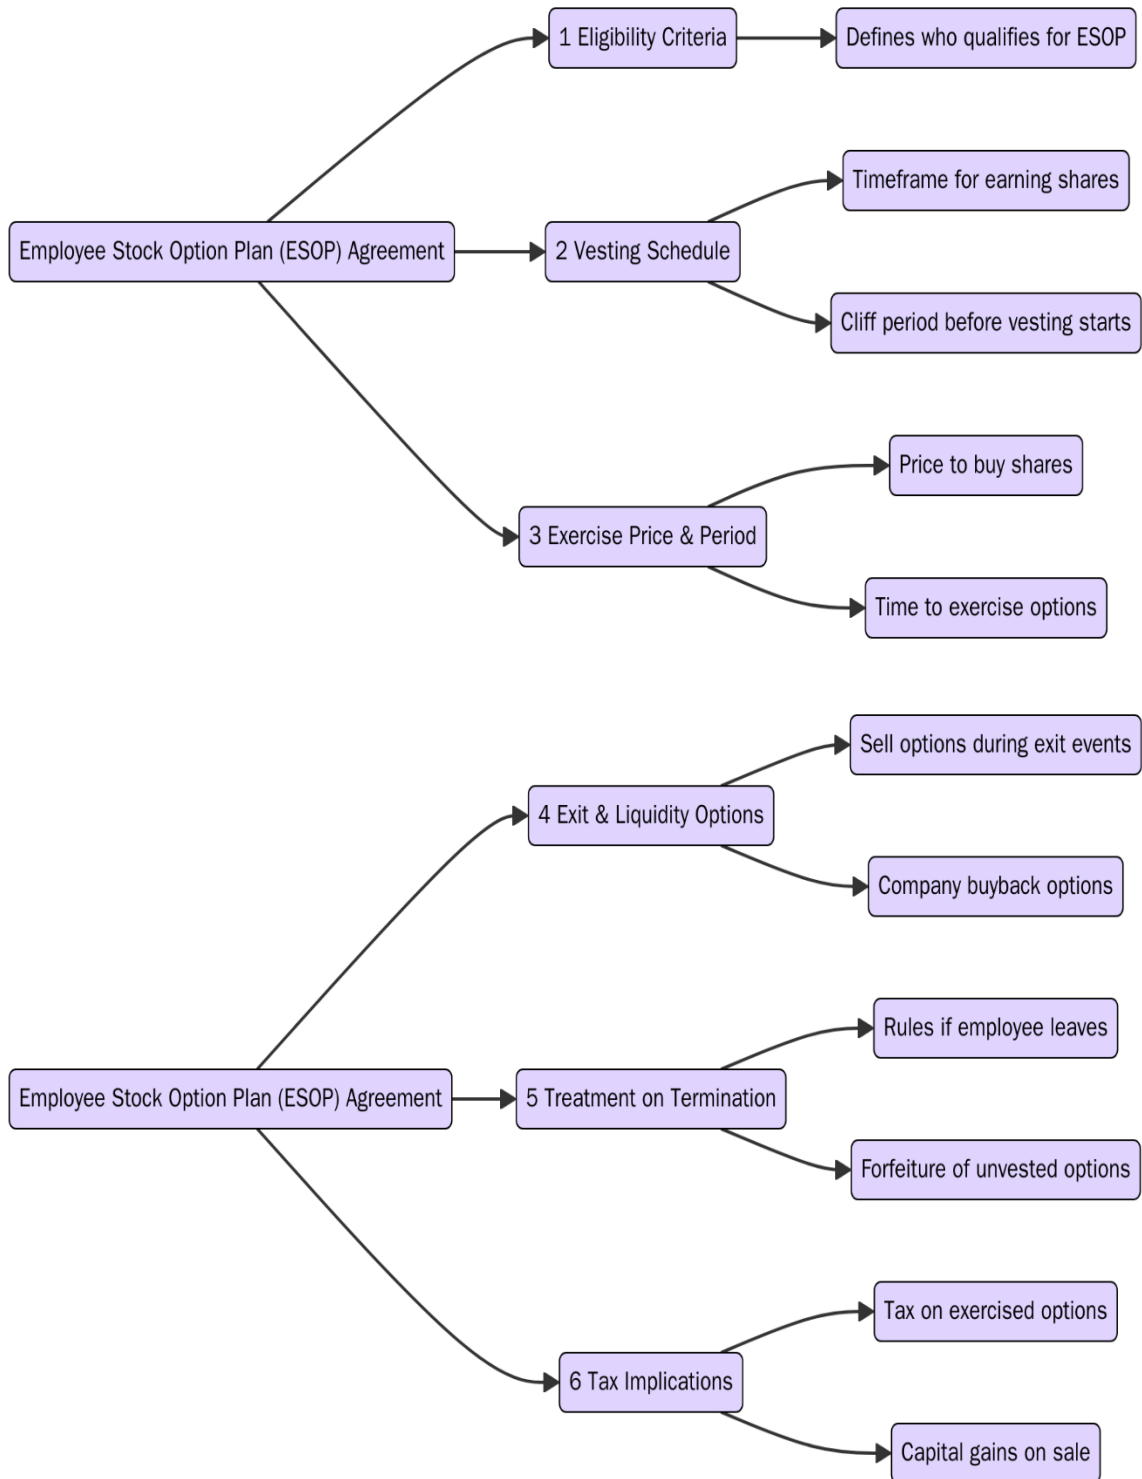 1 Eligibility Criteria
Defines who qualifies for ESOP
Timeframe for earning shares
Employee Stock Option Plan (ESOP) Agreement
2 Vesting Schedule
Cliff period before vesting starts
Price to buy shares
3 Exercise Price & Period
Time to exercise options
Sell options during exit events
4 Exit & Liquidity Options
Company buyback options
Rules if employee leaves
Employee Stock Option Plan (ESOP) Agreement
5 Treatment on Termination
Forfeiture of unvested options
Tax on exercised options
6 Tax Implications
Capital gains on sale